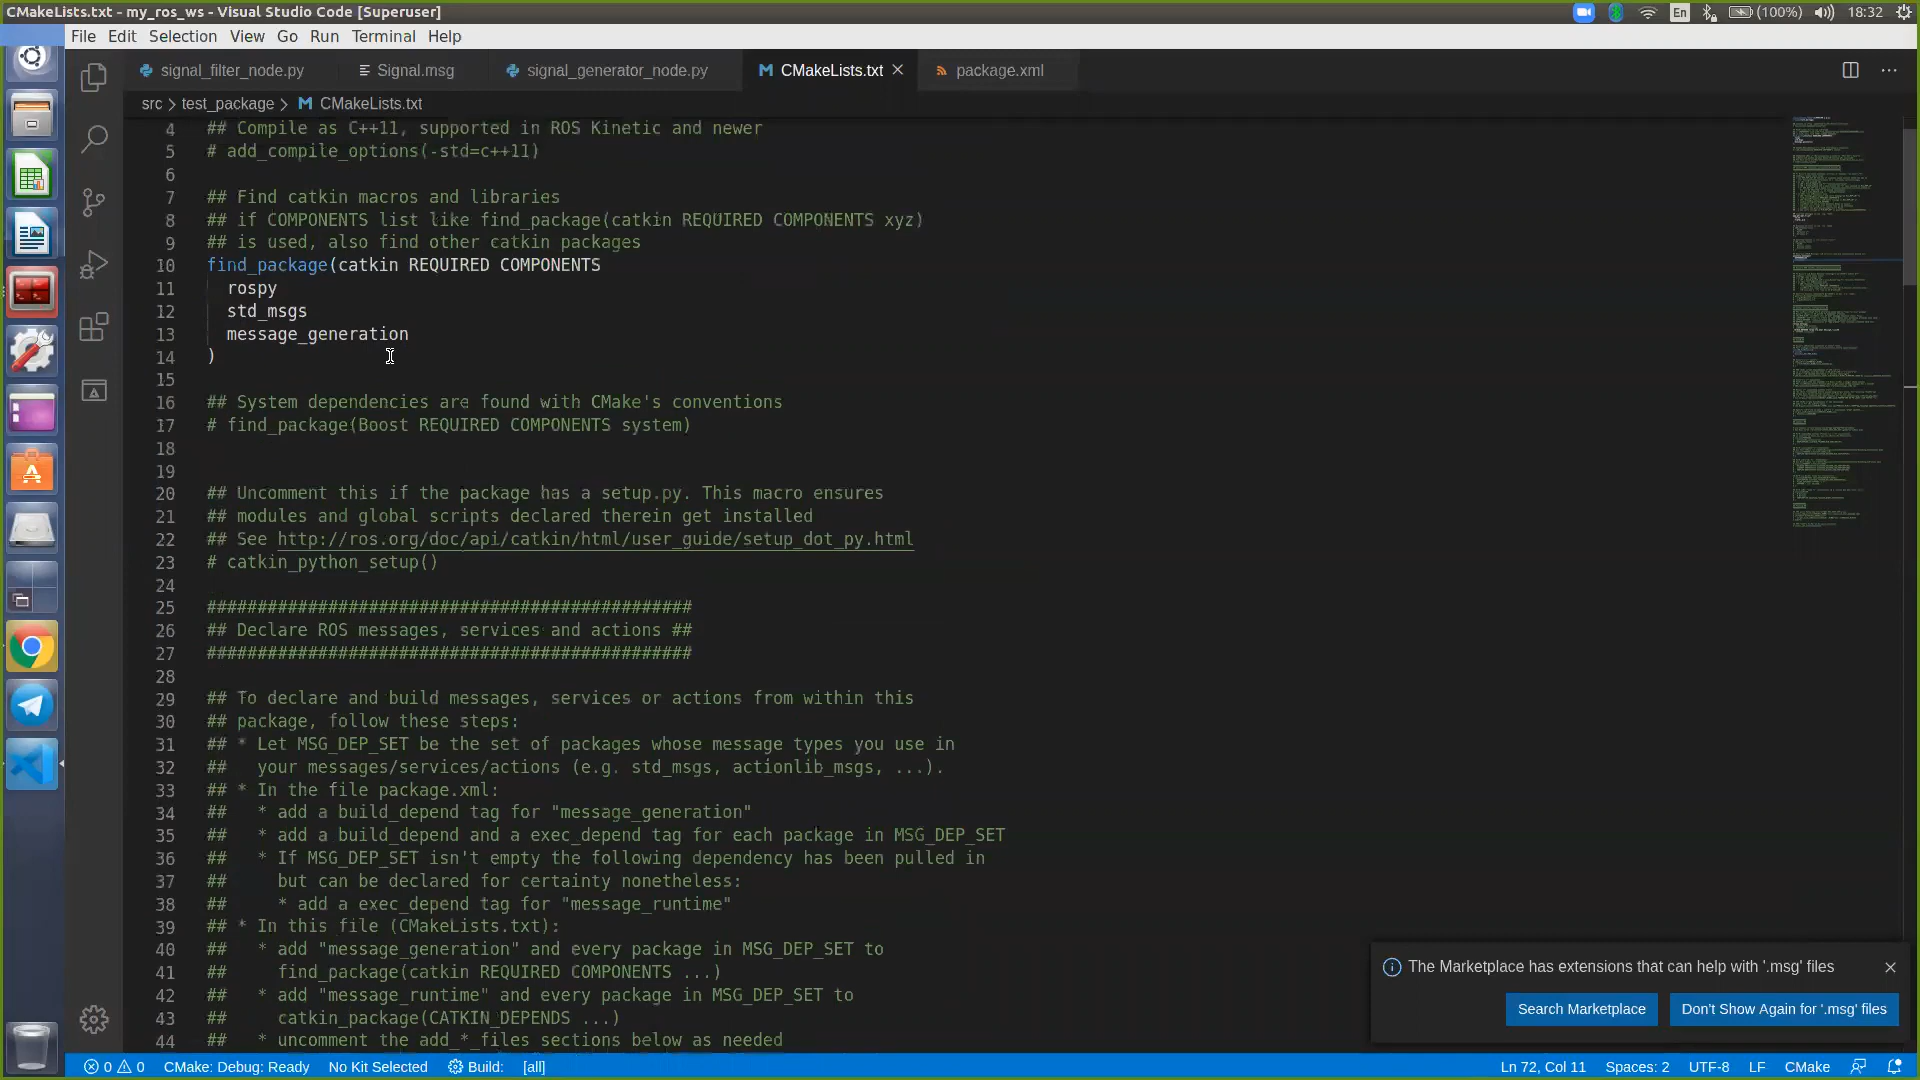 CMakeLists.txt - my_ros_ws - Visual Studio Code [Superuser]
En (100%) 18:32
File Edit Selection View Go Run Terminal Help
signal_filter_node.py Signal.msg signal_generator_node.py CMakeLists.txt package.xml
src > test_package > CMakeLists.txt
4 ## Compile as C++11, supported in ROS Kinetic and newer
5 # add_compile_options(-std=c++11)
6
7 ## Find catkin macros and libraries
8 ## if COMPONENTS list like find_package(catkin REQUIRED COMPONENTS xyz)
9 ## is used, also find other catkin packages
10 find_package(catkin REQUIRED COMPONENTS
11 rospy
12 std_msgs
13 message_generation
14 )
15
16 ## System dependencies are found with CMake's conventions
17 # find_package(Boost REQUIRED COMPONENTS system)
18
19
20 ## Uncomment this if the package has a setup.py. This macro ensures
21 ## modules and global scripts declared therein get installed
22 ## See http://ros.org/doc/api/catkin/html/user_guide/setup_dot_py.html
23 # catkin_python_setup()
24
25 ################################################
26 ## Declare ROS messages, services and actions ##
27 ################################################
28
29 ## To declare and build messages, services or actions from within this
30 ## package, follow these steps:
31 ## * Let MSG_DEP_SET be the set of packages whose message types you use in
32 ## your messages/services/actions (e.g. std_msgs, actionlib_msgs, ...).
33 ## * In the file package.xml:
34 ## * add a build_depend tag for "message_generation"
35 ## * add a build_depend and a exec_depend tag for each package in MSG_DEP_SET
36 ## * If MSG_DEP_SET isn't empty the following dependency has been pulled in
37 ## but can be declared for certainty nonetheless:
38 ## * add a exec_depend tag for "message_runtime"
39 ## * In this file (CMakeLists.txt):
40 ## * add "message_generation" and every package in MSG_DEP_SET to
41 ## find_package(catkin REQUIRED COMPONENTS ...)
42 ## * add "message_runtime" and every package in MSG_DEP_SET to
43 ## catkin_package(CATKIN_DEPENDS ...)
44 ## * uncomment the add_*_files sections below as needed
The Marketplace has extensions that can help with '.msg' files
Search Marketplace Don't Show Again for '.msg' files
0 0 CMake: Debug: Ready No Kit Selected Build: [all] Ln 72, Col 11 Spaces: 2 UTF-8 LF CMake